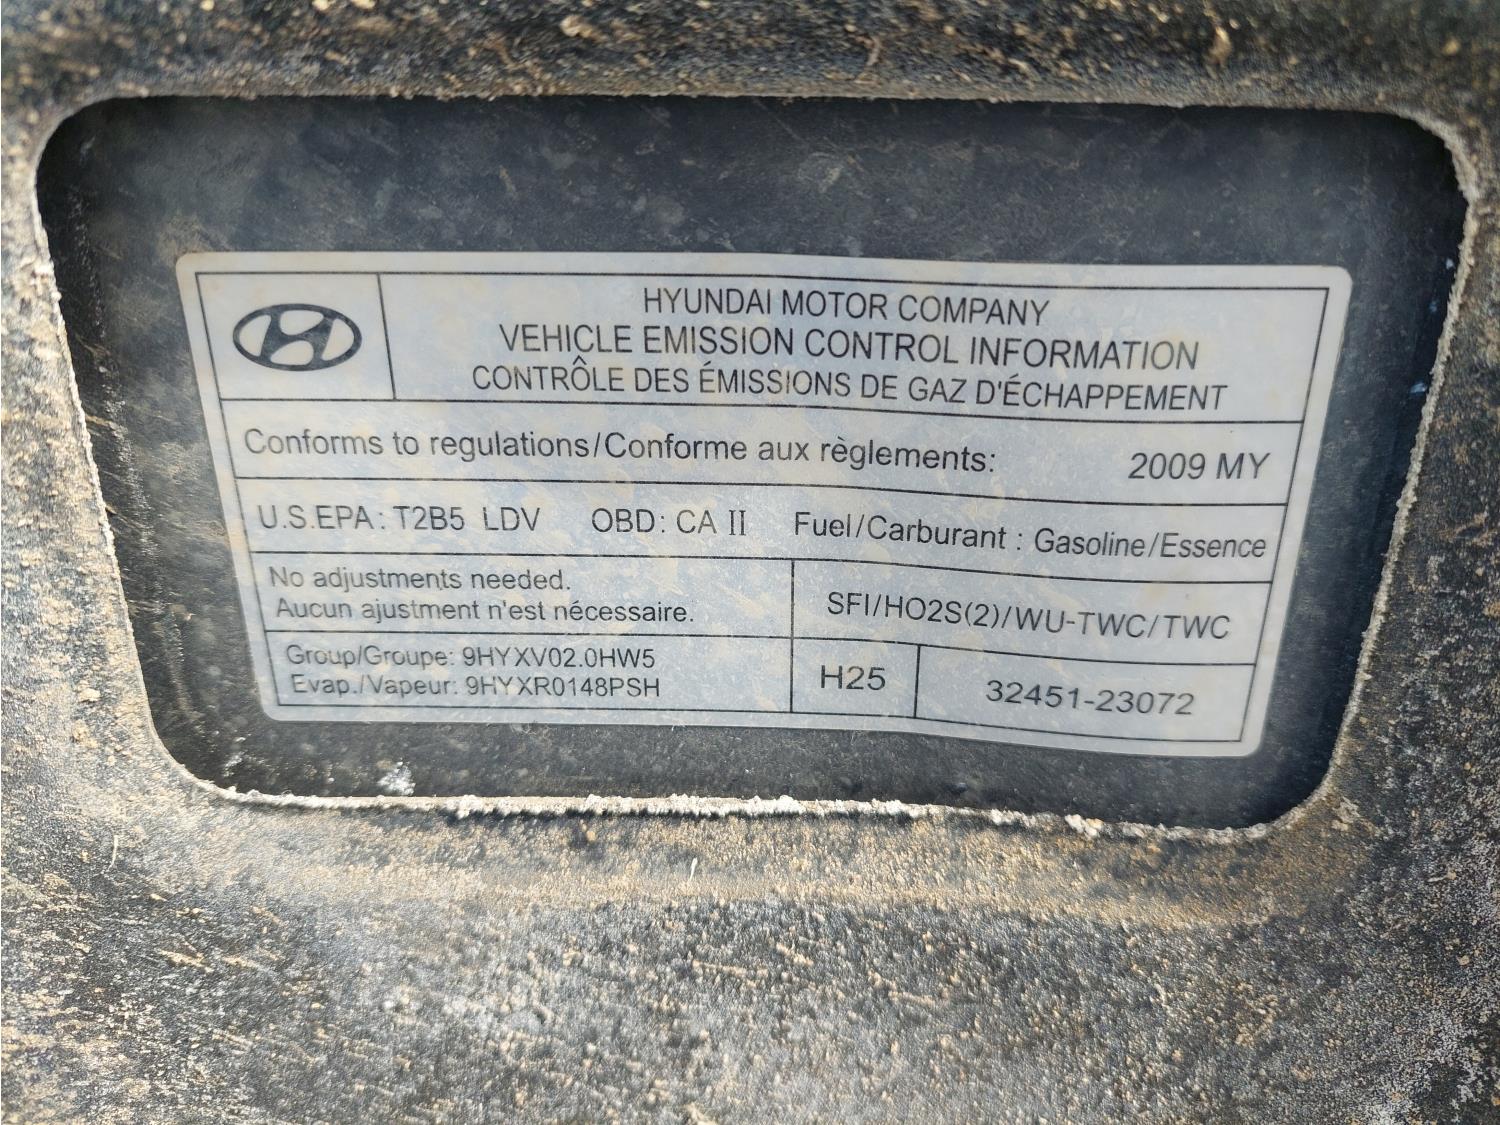 HYUNDAI MOTOR COMPANY
VEHICLE EMISSION CONTROL INFORMATION
CONTRÔLE DES ÉMISSIONS DE GAZ D'ÉCHAPPEMENT
Conforms to regulations/Conforme aux règlements: 2009 MY
U.S.EPA: T2B5 LDV OBD: CA II Fuel/Carburant : Gasoline/Essence
No adjustments needed.
Aucun ajustment n'est nécessaire.
SFI/HO2S(2)/WU-TWC/TWC
Group/Groupe: 9HYXV02.0HW5
Evap./Vapeur: 9HYXR0148PSH
H25
32451-23072